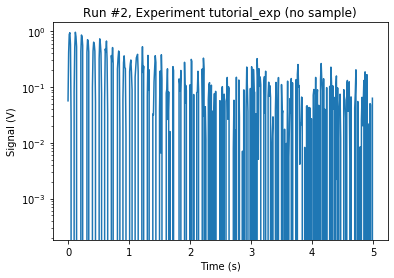 Run #2, Experiment tutorial_exp (no sample)
Signal (V)
10⁰
10⁻¹
10⁻²
10⁻³
0 1 2 3 4 5
Time (s)